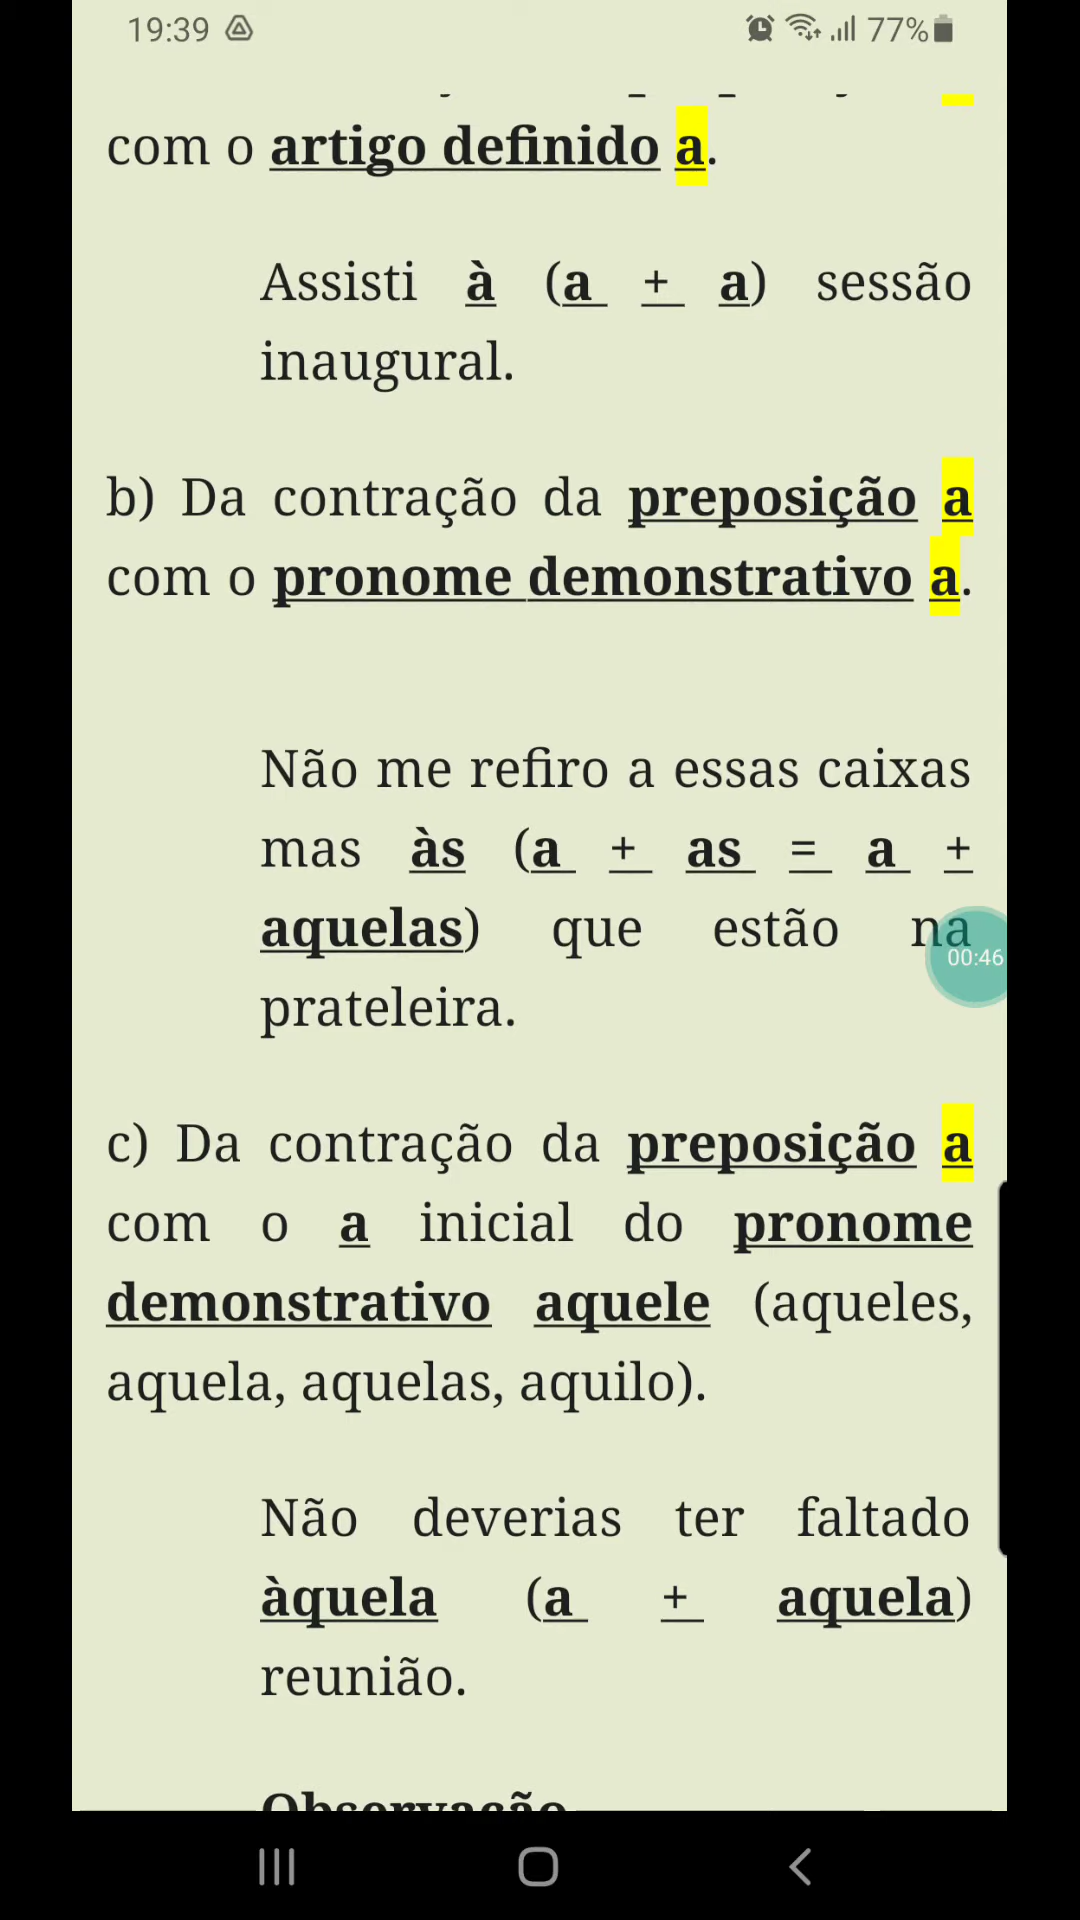 19:39 77%
com o artigo definido a.
Assisti à (a + a) sessão
inaugural.
b) Da contração da preposição a
com o pronome demonstrativo a.
Não me refiro a essas caixas
mas às (a + as = a +
aquelas) que estão na
00:46
prateleira.
c) Da contração da preposição a
com o a inicial do pronome
demonstrativo aquele (aqueles,
aquela, aquelas, aquilo).
Não deverias ter faltado
àquela (a + aquela)
reunião.
Observação